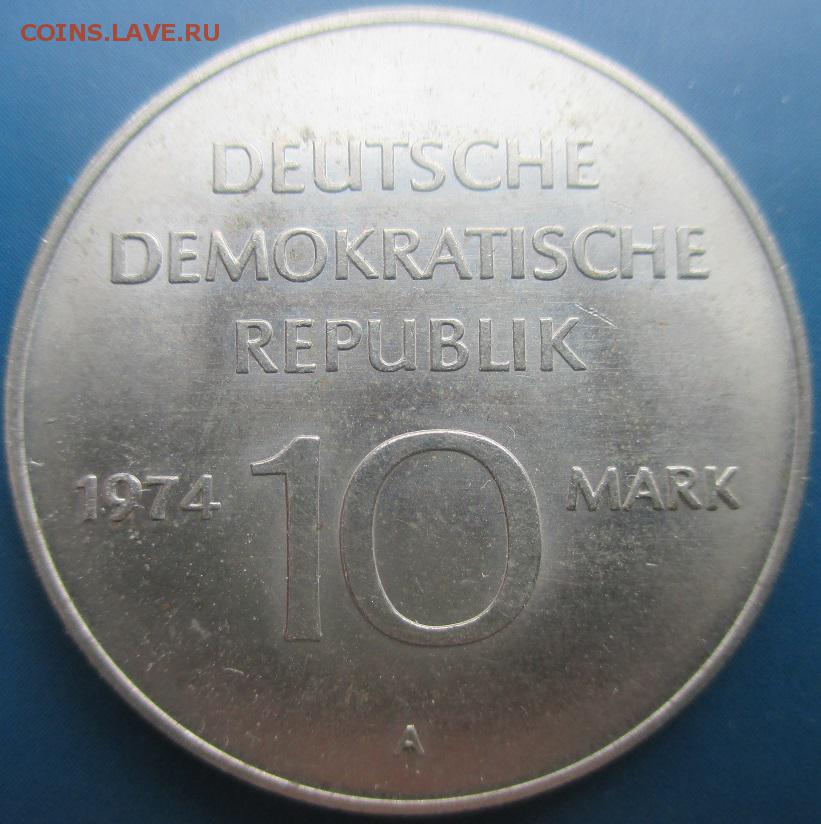 COINS.LAVE.RU
DEUTSCHE
DEMOKRATISCHE
REPUBLIK
1974 10 MARK
A